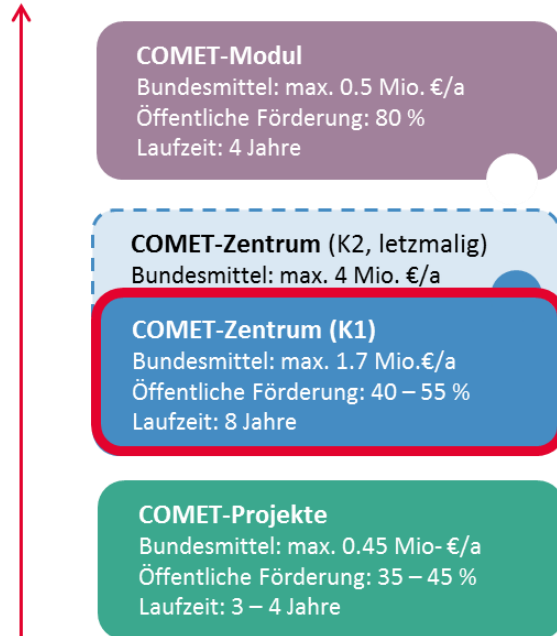 COMET-Modul
Bundesmittel: max. 0.5 Mio. €/a
Öffentliche Förderung: 80 %
Laufzeit: 4 Jahre
COMET-Zentrum (K2, letzmalig)
Bundesmittel: max. 4 Mio. €/a
COMET-Zentrum (K1)
Bundesmittel: max. 1.7 Mio.€/a
Öffentliche Förderung: 40 – 55 %
Laufzeit: 8 Jahre
COMET-Projekte
Bundesmittel: max. 0.45 Mio- €/a
Öffentliche Förderung: 35 – 45 %
Laufzeit: 3 – 4 Jahre